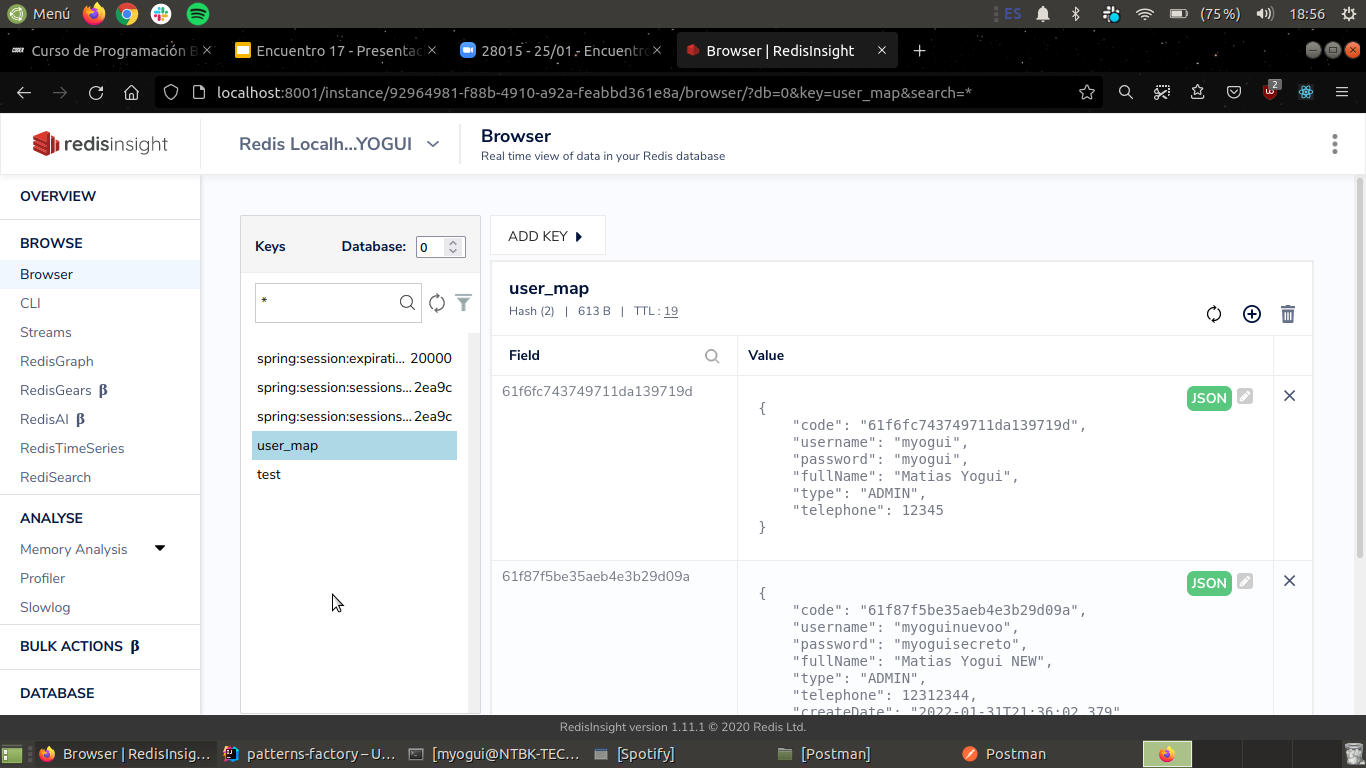 Menú
ES
(75%)
18:56
Curso de Programación B
Encuentro 17 - Presentac
28015 - 25/01 - Encuentro
Browser | RedisInsight
localhost:8001/instance/92964981-f88b-4910-a92a-feabbd361e8a/browser/?db=0&key=user_map&search=*
2
redisinsight
Redis Localh...YOGUI
Browser
Real time view of data in your Redis database
OVERVIEW
BROWSE
Browser
CLI
Streams
RedisGraph
RedisGears β
RedisAI β
RedisTimeSeries
RediSearch
ANALYSE
Memory Analysis
Profiler
Slowlog
BULK ACTIONS β
DATABASE
Keys
Database:
0
*
spring:session:expirati... 20000
spring:session:sessions... 2ea9c
spring:session:sessions... 2ea9c
user_map
test
ADD KEY
user_map
Hash (2) | 613 B | TTL : 19
Field
Value
61f6fc743749711da139719d
JSON
{
"code": "61f6fc743749711da139719d",
"username": "myogui",
"password": "myogui",
"fullName": "Matias Yogui",
"type": "ADMIN",
"telephone": 12345
}
61f87f5be35aeb4e3b29d09a
JSON
{
"code": "61f87f5be35aeb4e3b29d09a",
"username": "myoguinuevoo",
"password": "myoguisecreto",
"fullName": "Matias Yogui NEW",
"type": "ADMIN",
"telephone": 12312344,
"createDate": "2022-01-31T21:36:02.379"
RedisInsight version 1.11.1 © 2020 Redis Ltd.
Browser | RedisInsig...
patterns-factory – U...
[myogui@NTBK-TEC...
[Spotify]
[Postman]
Postman